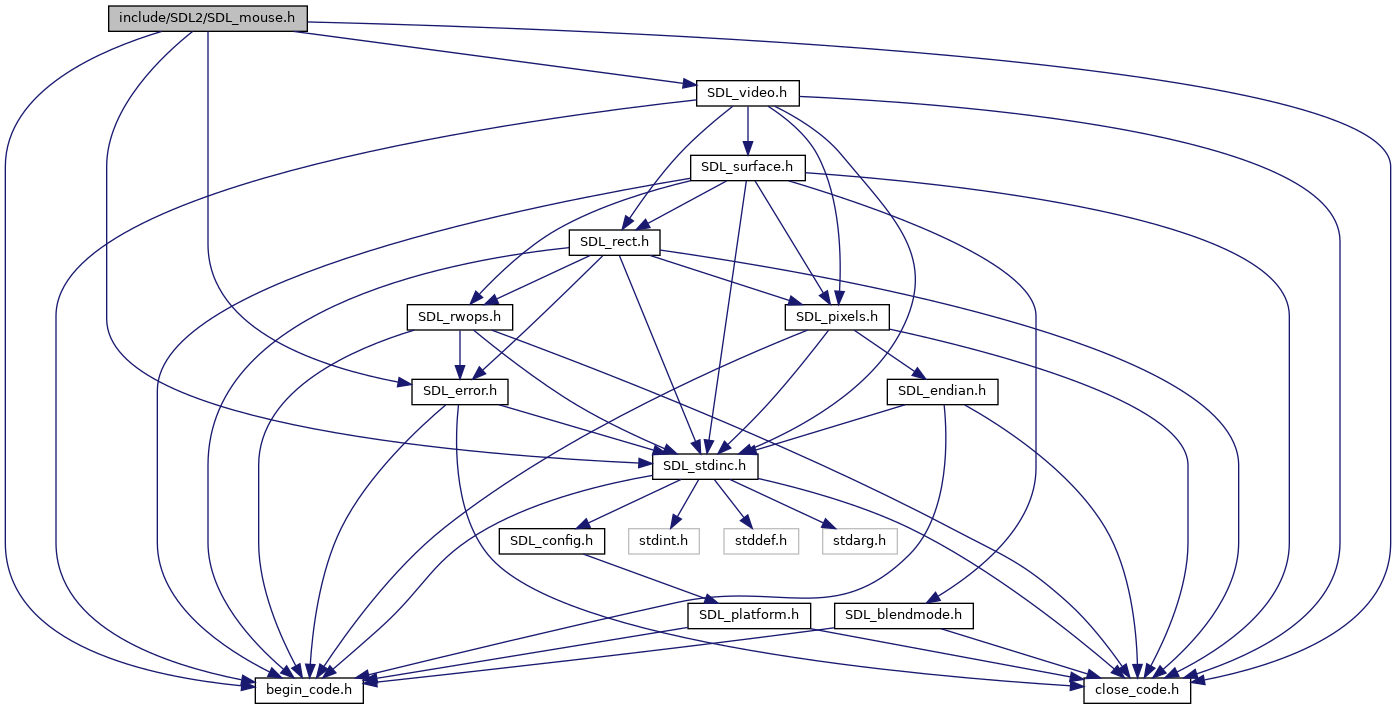 include/SDL2/SDL_mouse.h
SDL_video.h
SDL_surface.h
SDL_rect.h
SDL_rwops.h
SDL_pixels.h
SDL_error.h
SDL_endian.h
SDL_stdinc.h
SDL_config.h
stdint.h
stddef.h
stdarg.h
SDL_platform.h
SDL_blendmode.h
begin_code.h
close_code.h